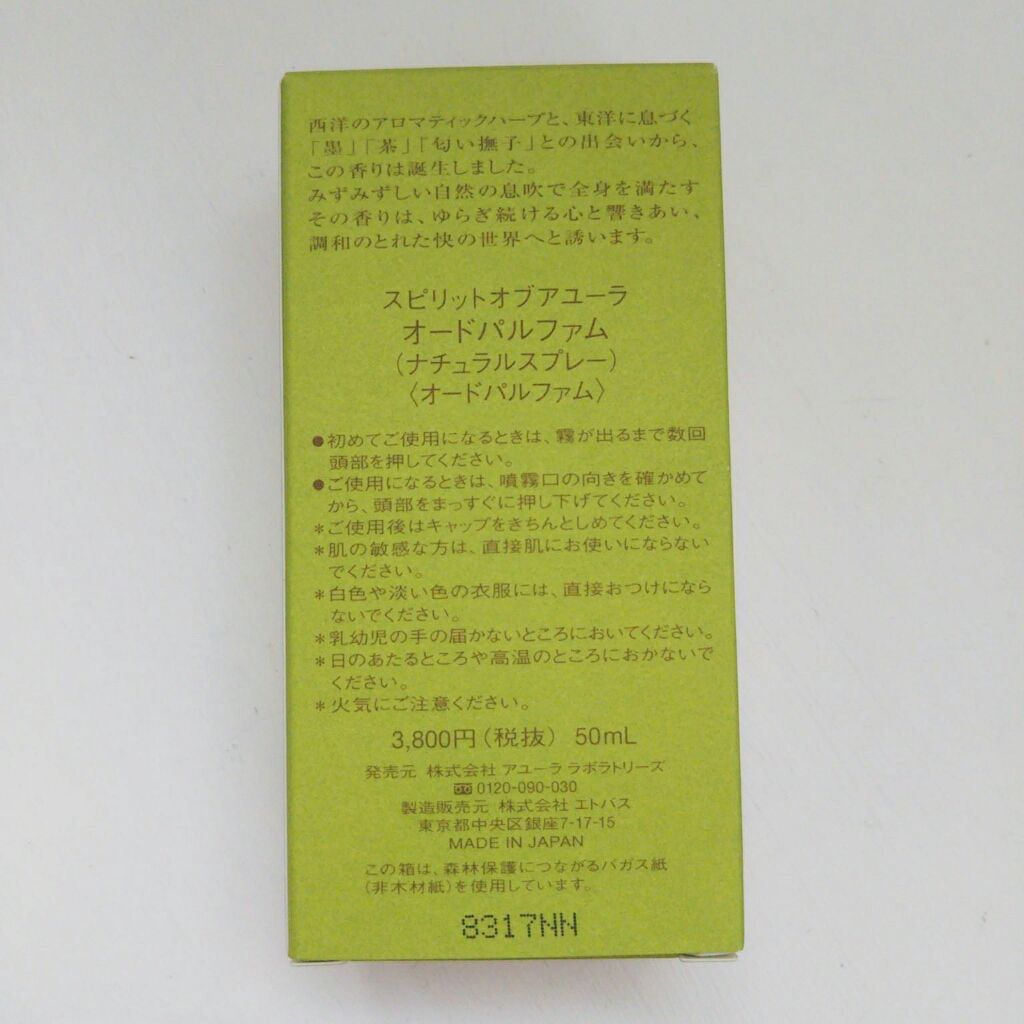 西洋のアロマティックハーブと、東洋に息づく
「墨」「茶」「匂い撫子」との出会いから、
この香りは誕生しました。
みずみずしい自然の息吹で全身を満たす
その香りは、ゆらぎ続ける心と響きあい、
調和のとれた快の世界へと誘います。
スピリットオブアユーラ
オードパルファム
(ナチュラルスプレー)
〈オードパルファム〉
●初めてご使用になるときは、霧が出るまで数回
頭部を押してください。
●ご使用になるときは、噴霧口の向きを確かめて
から、頭部をまっすぐに押し下げてください。
＊ご使用後はキャップをきちんとしめてください。
＊肌の敏感な方は、直接肌にお使いにならない
でください。
＊白色や淡い色の衣服には、直接おつけになら
ないでください。
＊乳幼児の手の届かないところにおいてください。
＊日のあたるところや高温のところにおかないで
ください。
＊火気にご注意ください。
3,800円(税抜) 50mL
発売元 株式会社 アユーラ ラボラトリーズ
0120-090-030
製造販売元 株式会社 エトバス
東京都中央区銀座7-17-15
MADE IN JAPAN
この箱は、森林保護につながるバガス紙
(非木材紙)を使用しています。
8317NN